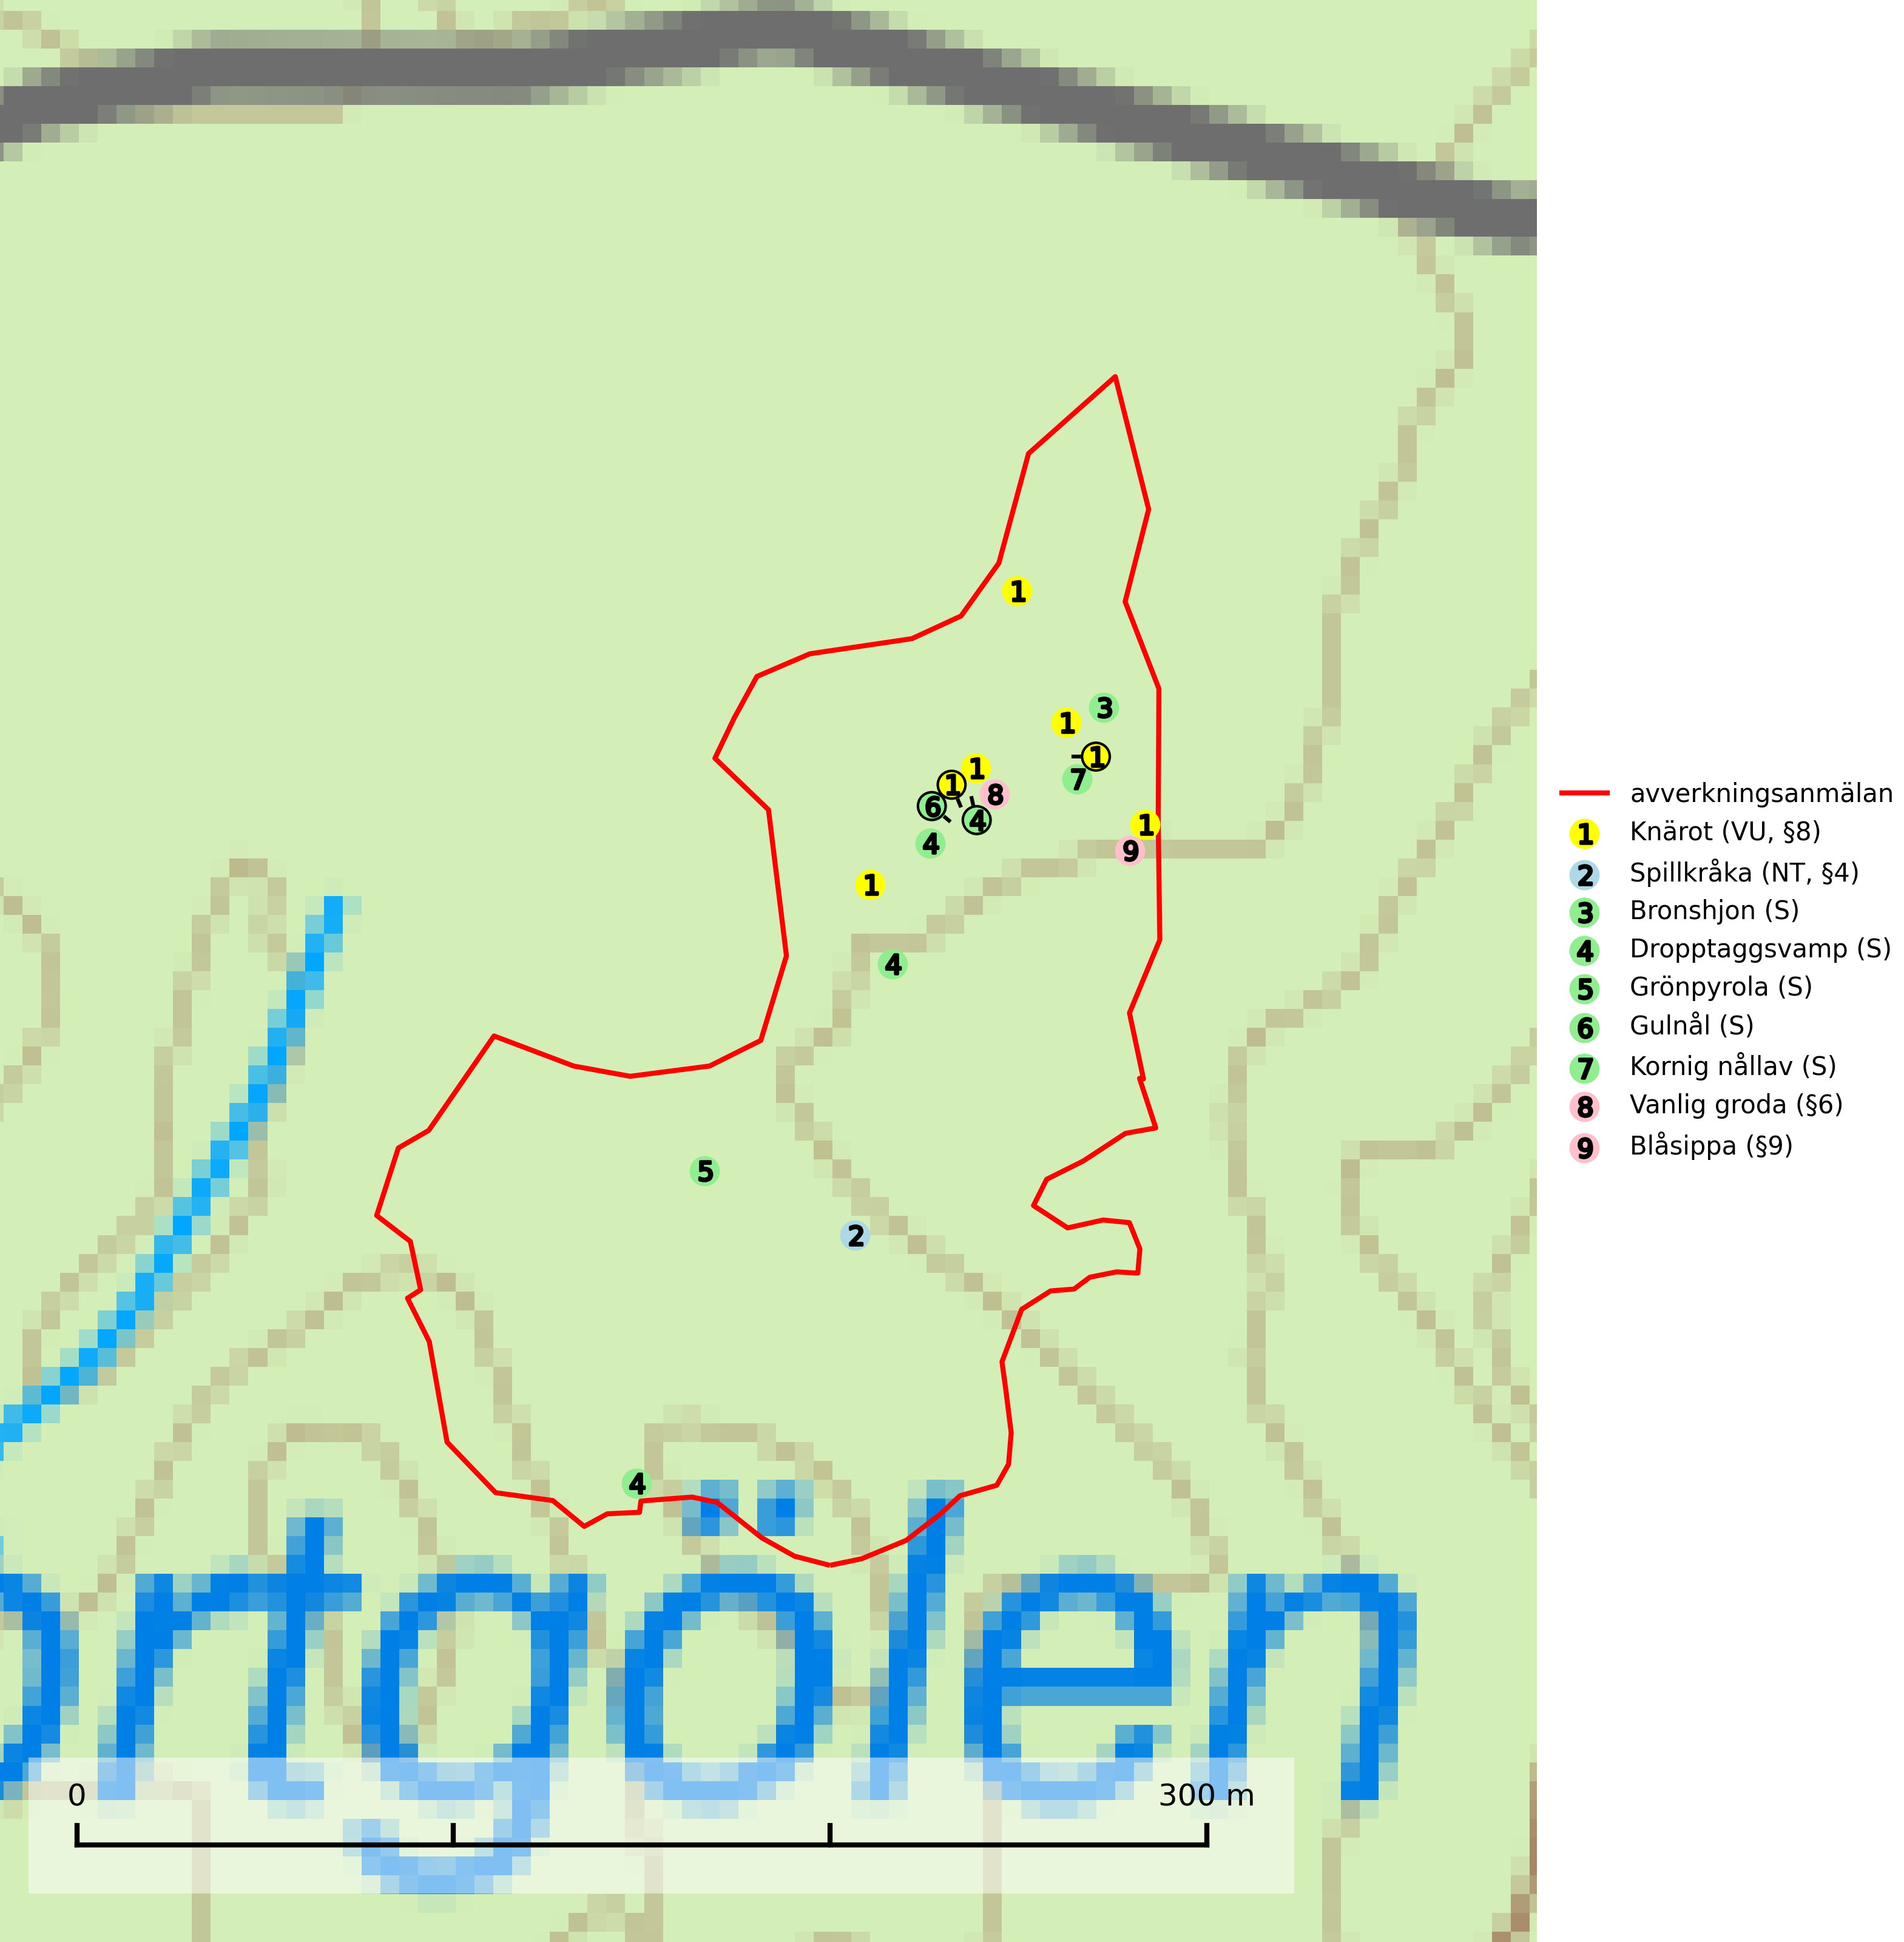 1
1
3
1
1
1
8
7
6
4
1
4
9
1
4
5
2
4
avverkningsanmälan
1 Knärot (VU, §8)
2 Spillkråka (NT, §4)
3 Bronshjon (S)
4 Dropptaggsvamp (S)
5 Grönpyrola (S)
6 Gulnål (S)
7 Kornig nållav (S)
8 Vanlig groda (§6)
9 Blåsippa (§9)
0 300 m